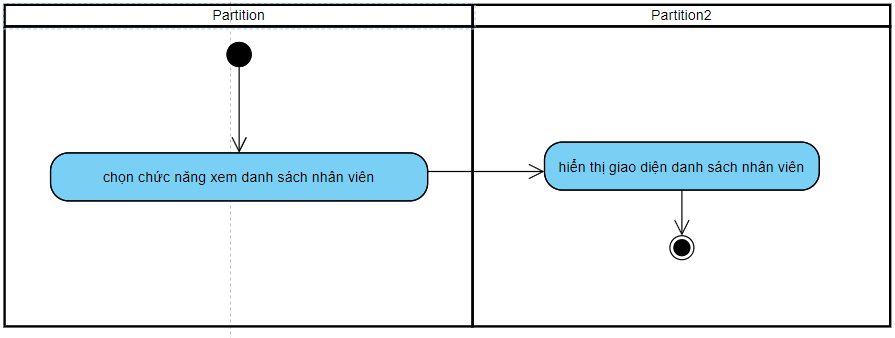 Partition
Partition2
chọn chức năng xem danh sách nhân viên
hiển thị giao diện danh sách nhân viên